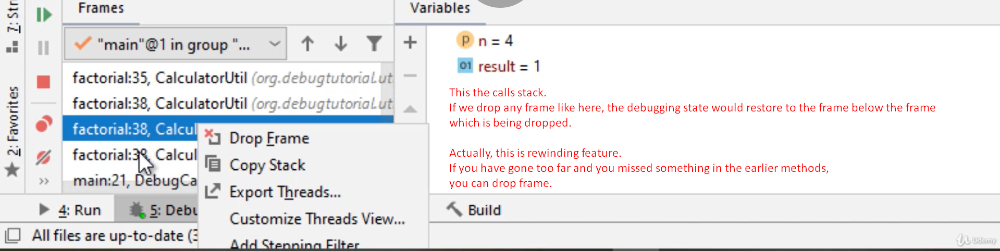 7: Str
Frames
Variables
"main"@1 in group "...
p n = 4
01 result = 1
factorial:35, CalculatorUtil (org.debugtutorial.ut
factorial:38, CalculatorUtil (org.debugtutorial.ut
factorial:38, Calcul
factorial:38, Calcul
main:21, DebugCa
2: Favorites
Drop Frame
Copy Stack
Export Threads...
Customize Threads View...
Add Stepping Filter
This the calls stack.
If we drop any frame like here, the debugging state would restore to the frame below the frame
which is being dropped.
Actually, this is rewinding feature.
If you have gone too far and you missed something in the earlier methods,
you can drop frame.
4: Run
5: Debu
Build
All files are up-to-date (3
Udemy